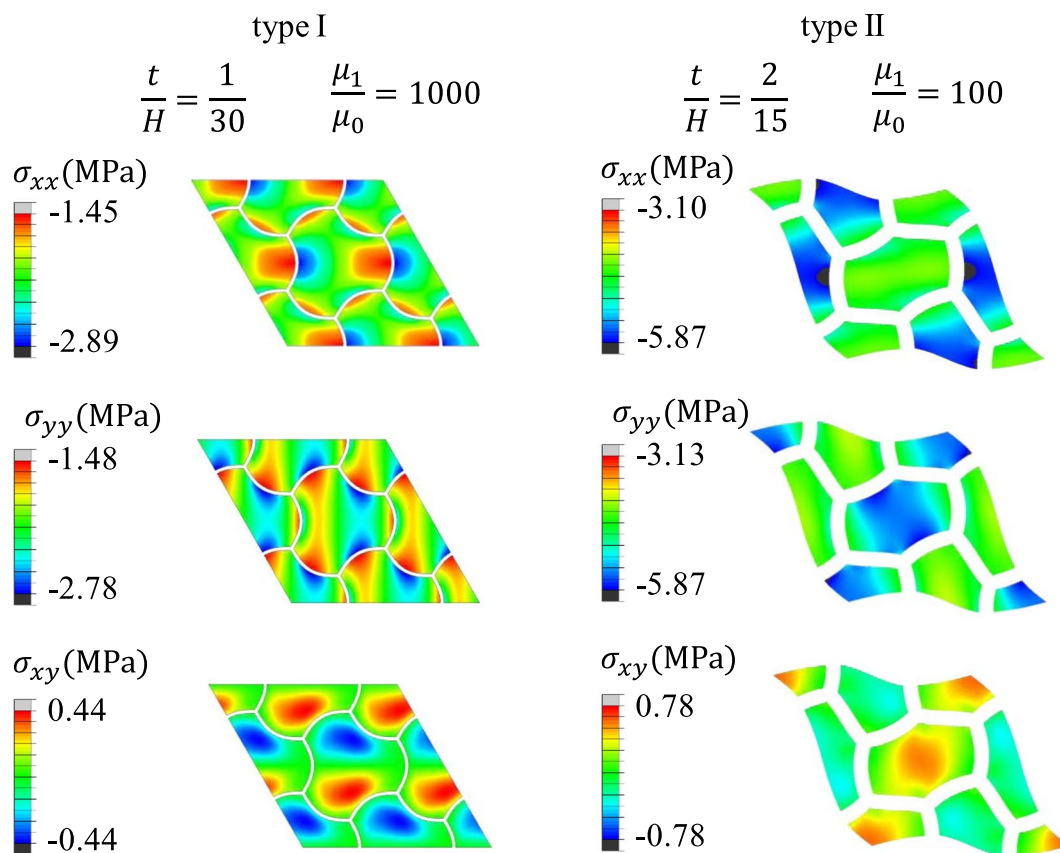 type I
t/H = 1/30 μ₁/μ₀ = 1000
σxx(MPa)
-1.45
-2.89
σyy(MPa)
-1.48
-2.78
σxy(MPa)
0.44
-0.44
type II
t/H = 2/15 μ₁/μ₀ = 100
σxx(MPa)
-3.10
-5.87
σyy(MPa)
-3.13
-5.87
σxy(MPa)
0.78
-0.78